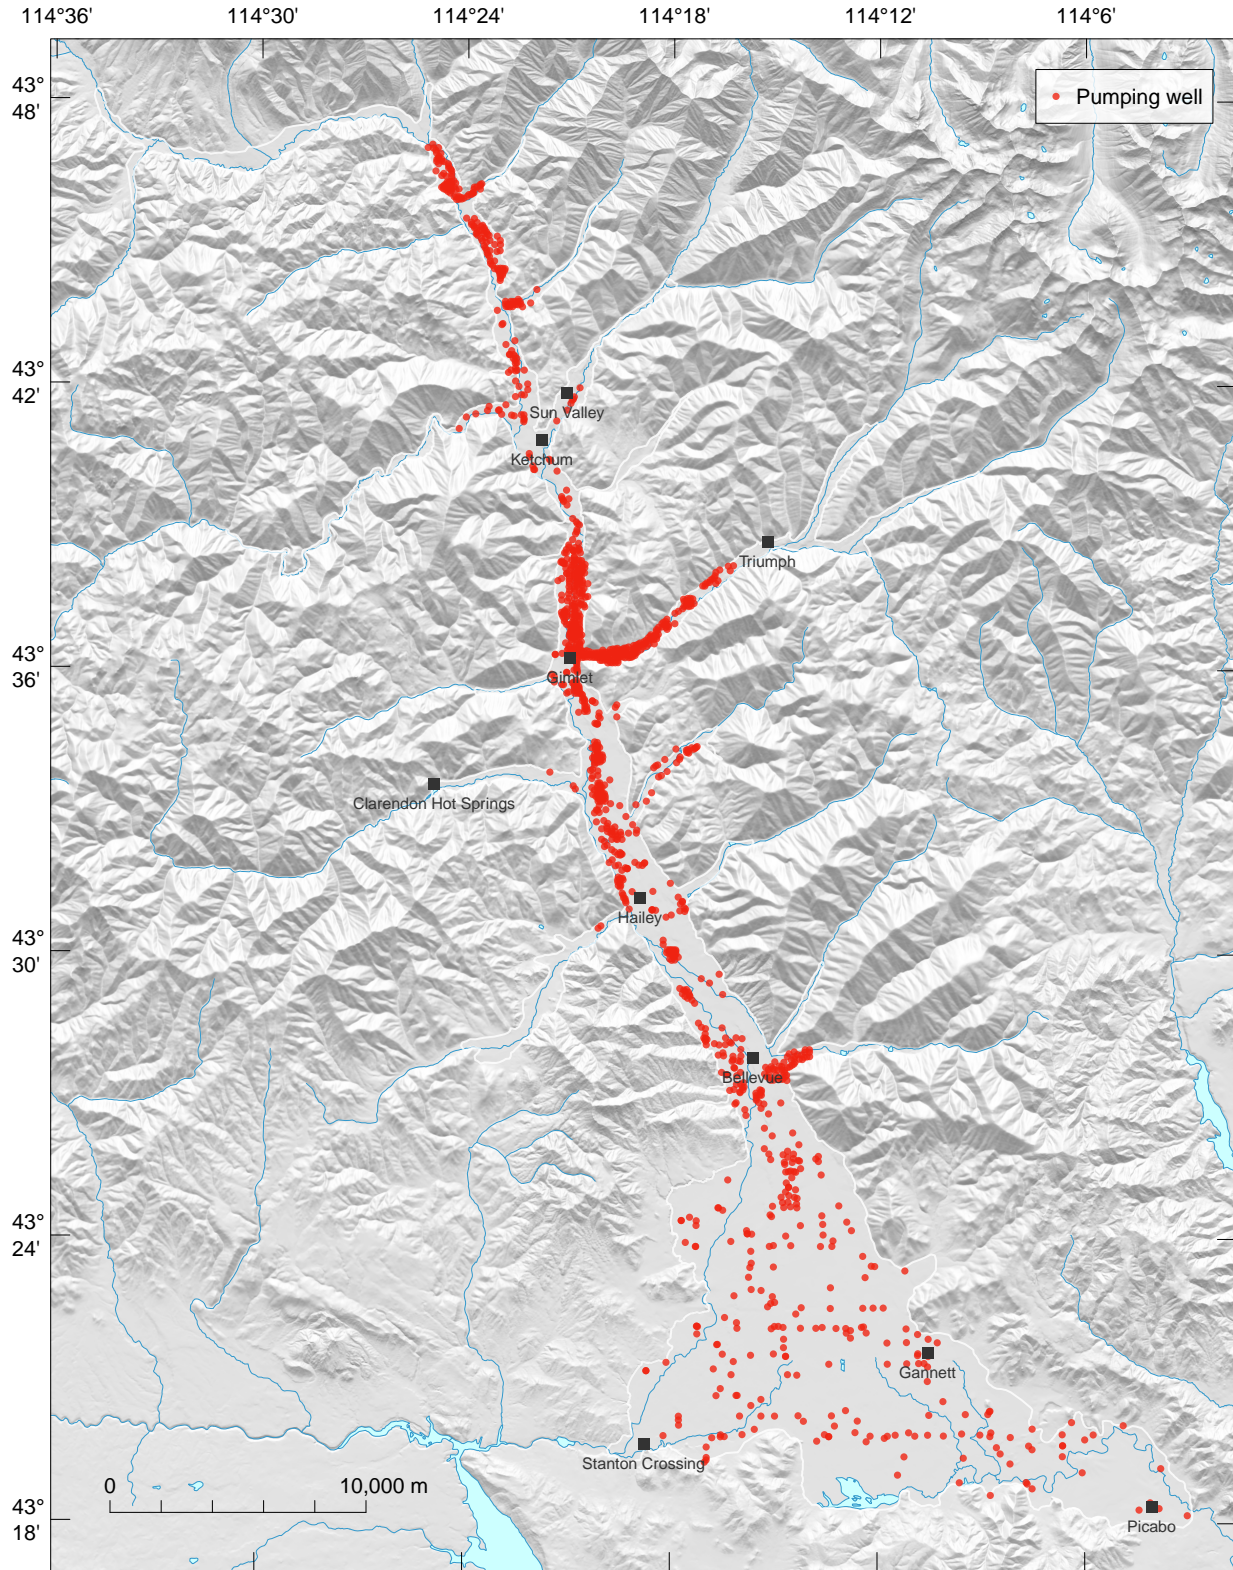 114°36' 114°30' 114°24' 114°18' 114°12' 114°6'
43°
48'
Pumping well
43°
42'
Sun Valley
Ketchum
Triumph
43°
36'
Gimlet
Clarendon Hot Springs
Hailey
43°
30'
Bellevue
43°
24'
Gannett
Stanton Crossing
0 10,000 m
43°
18'
Picabo